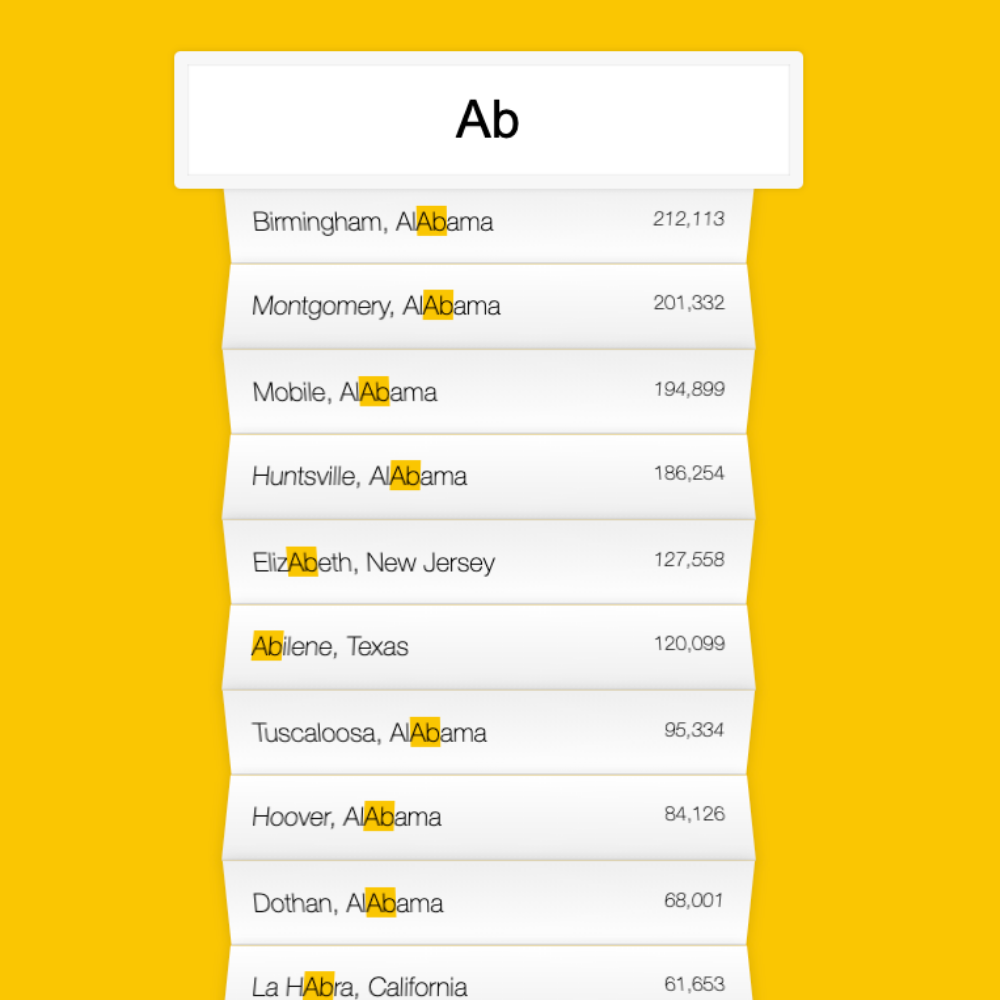 Ab
Birmingham, AlAbama 212,113
Montgomery, AlAbama 201,332
Mobile, AlAbama 194,899
Huntsville, AlAbama 186,254
ElizAbeth, New Jersey 127,558
Abilene, Texas 120,099
Tuscaloosa, AlAbama 95,334
Hoover, AlAbama 84,126
Dothan, AlAbama 68,001
La HAbra, California 61,653